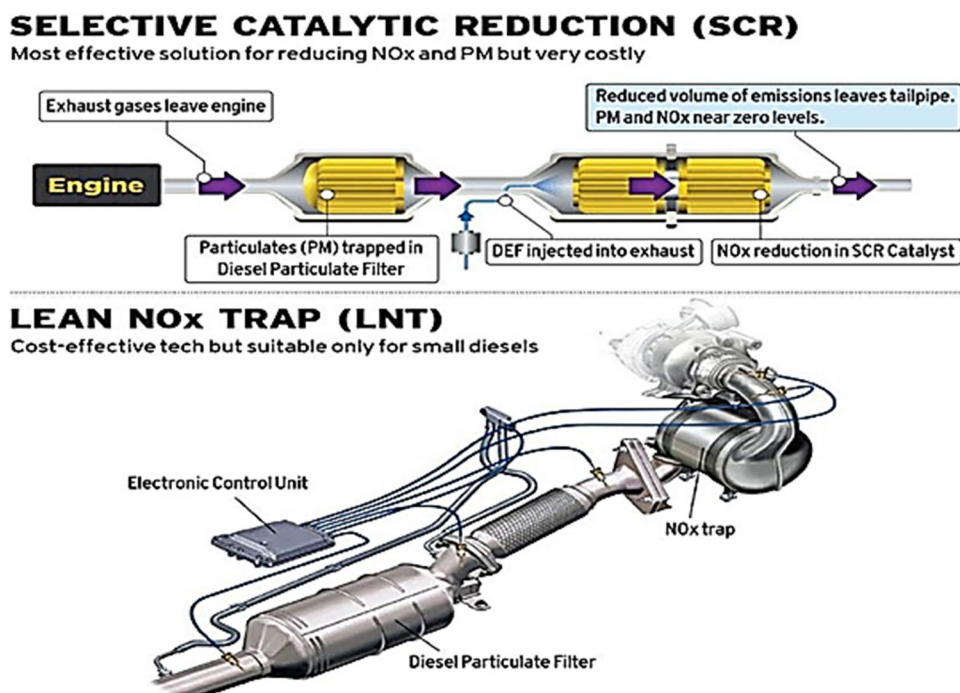 SELECTIVE CATALYTIC REDUCTION (SCR)
Most effective solution for reducing NOx and PM but very costly
Exhaust gases leave engine
Reduced volume of emissions leaves tailpipe.
PM and NOx near zero levels.
Engine
Particulates (PM) trapped in
Diesel Particulate Filter
DEF injected into exhaust
NOx reduction in SCR Catalyst
LEAN NOx TRAP (LNT)
Cost-effective tech but suitable only for small diesels
Electronic Control Unit
NOx trap
Diesel Particulate Filter